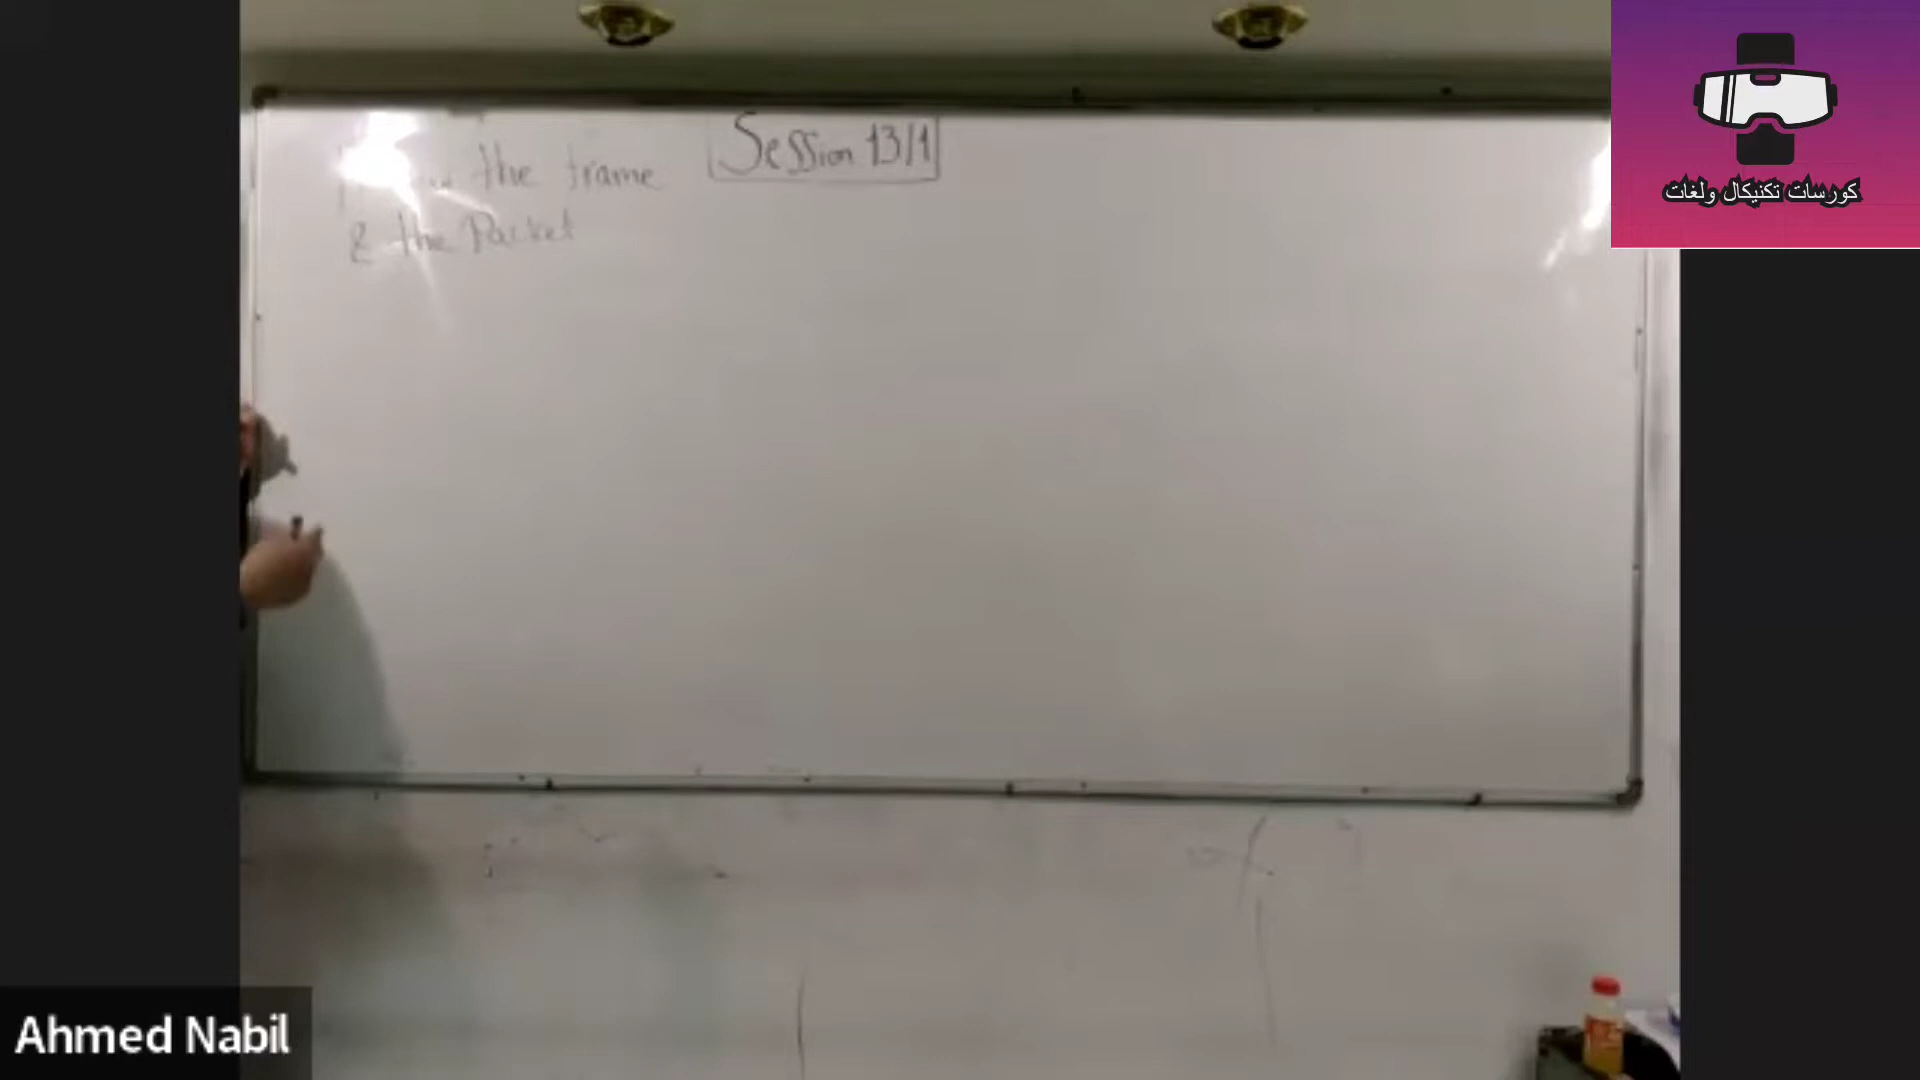 Session 13/1
the frame
& the Packet
كورسات تكنيكال ولغات
Ahmed Nabil